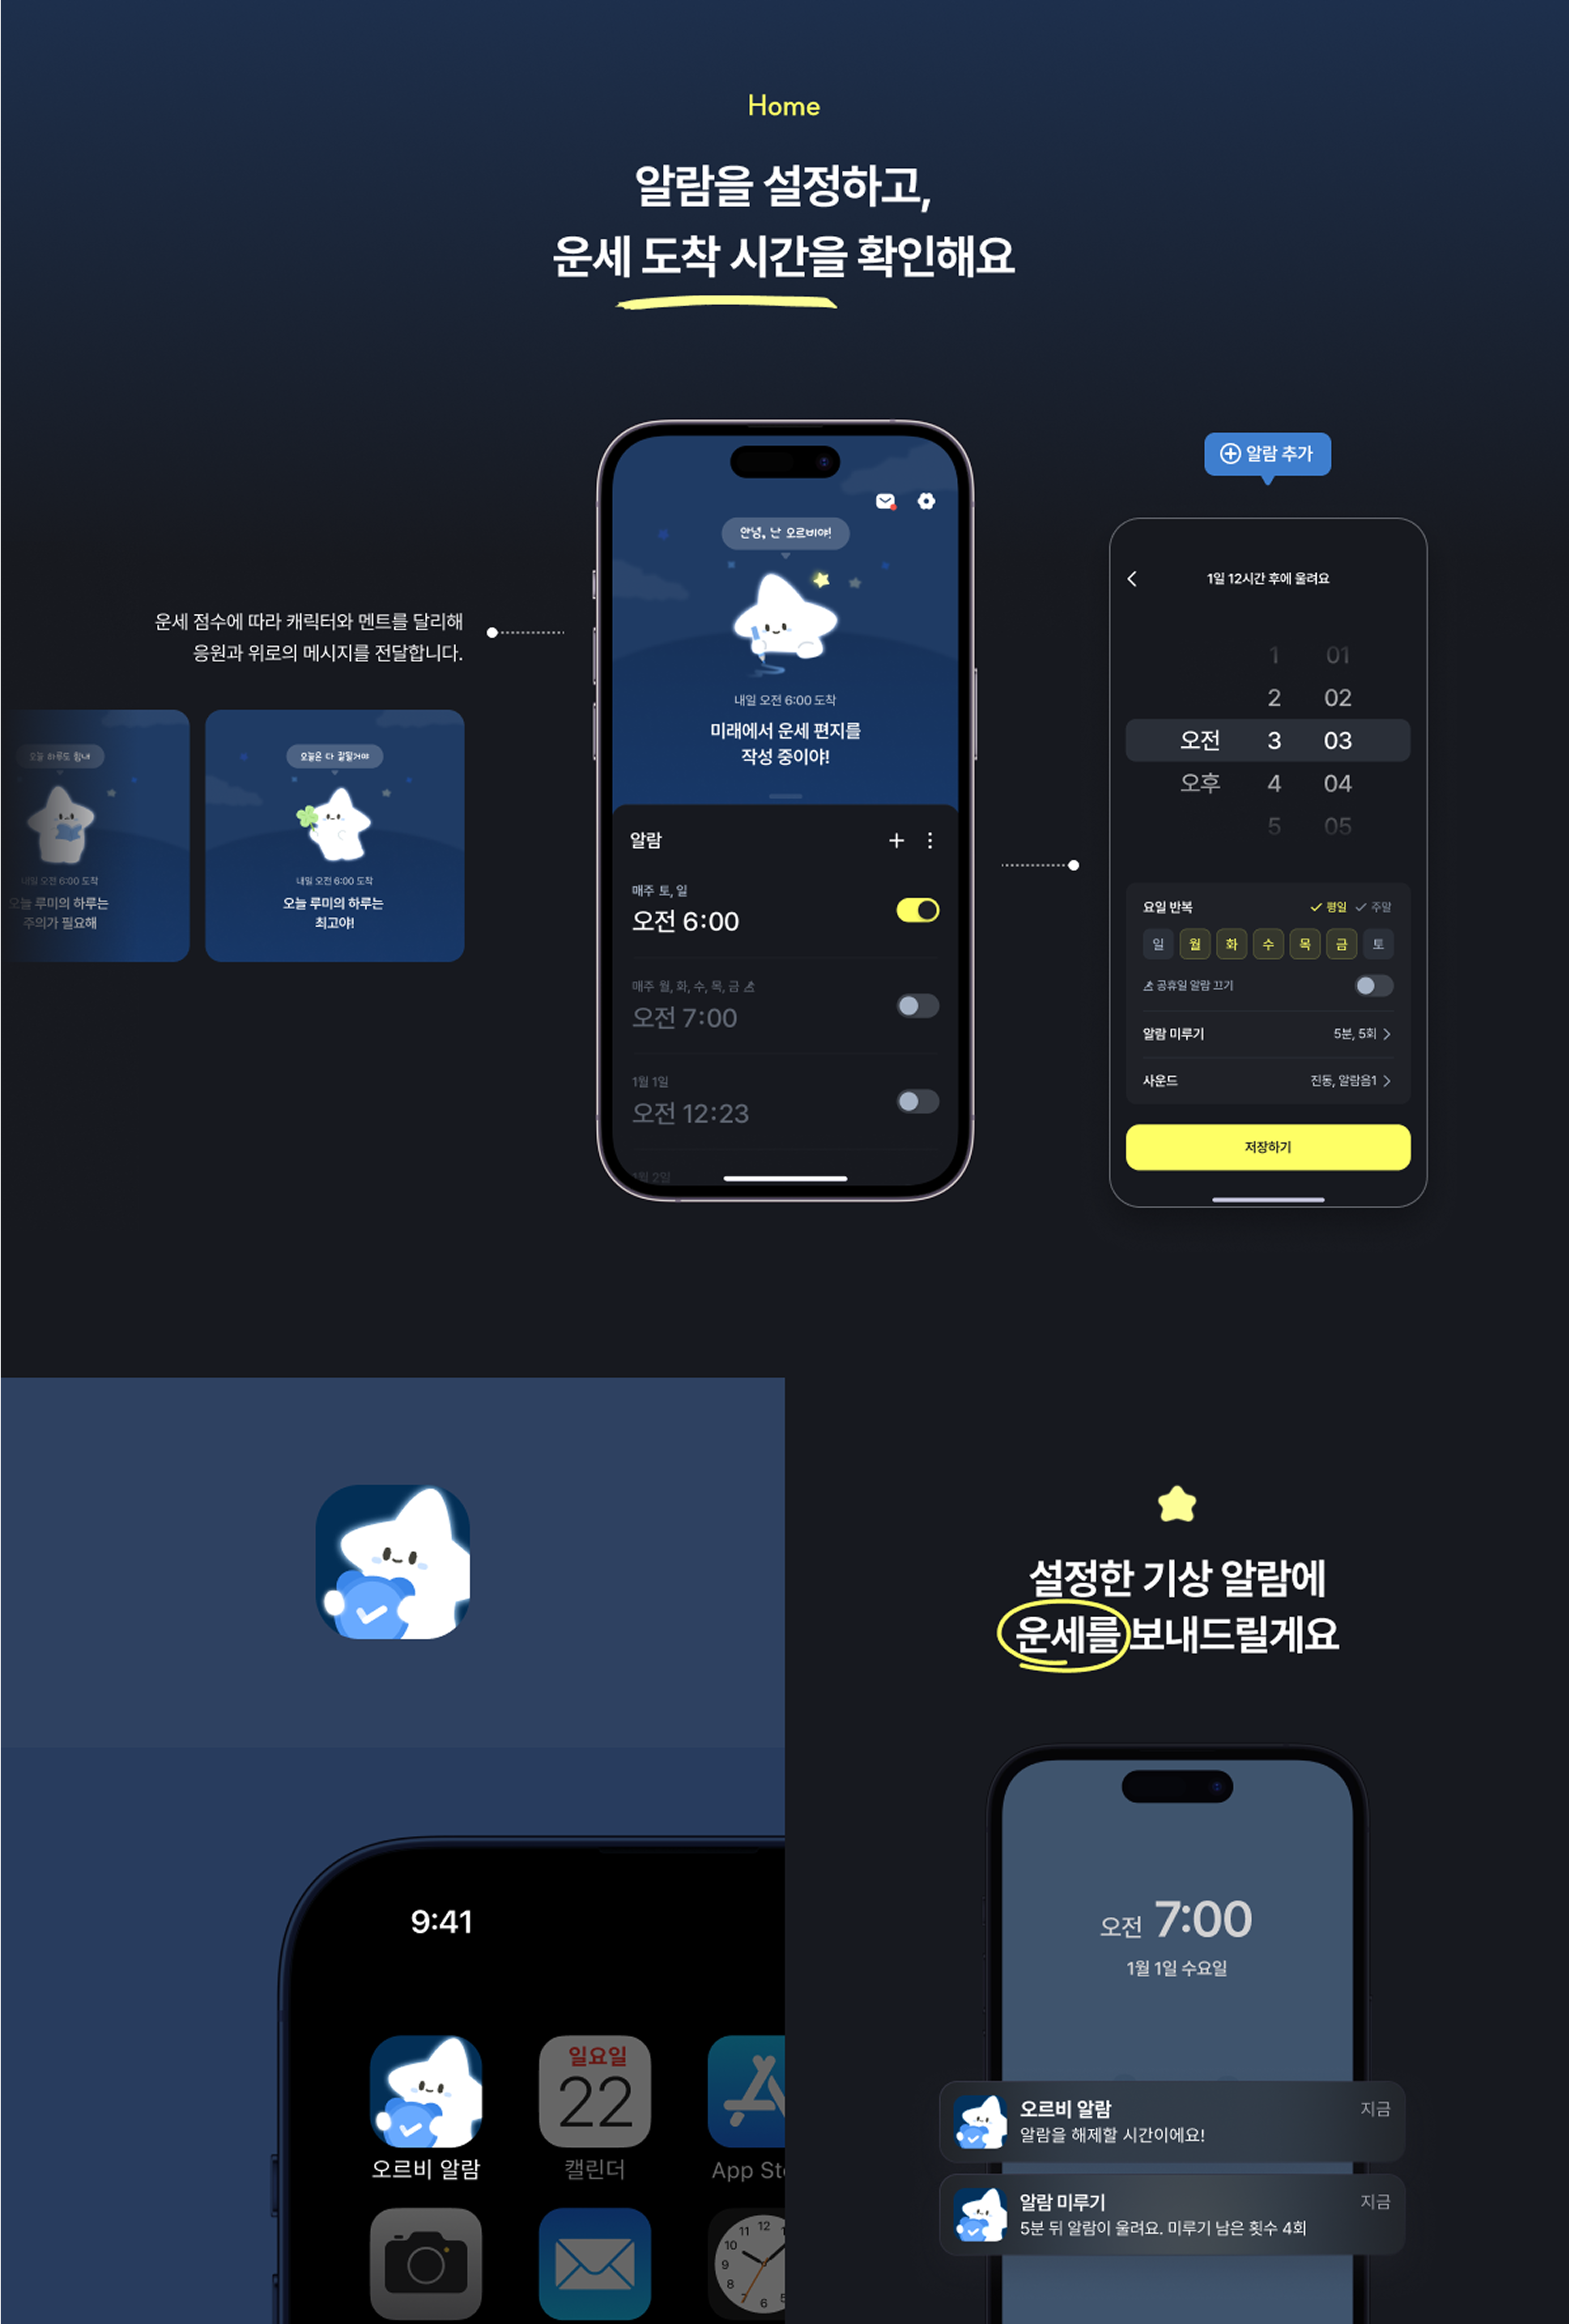 Home
알람을 설정하고,
운세 도착 시간을 확인해요
운세 점수에 따라 캐릭터와 멘트를 달리해
응원과 위로의 메시지를 전달합니다.
오늘 하루도 힘내
내일 오전 6:00 도착
오늘 루미의 하루는
주의가 필요해
오늘은 다 잘될거야
내일 오전 6:00 도착
오늘 루미의 하루는
최고야!
안녕, 난 오르비야!
내일 오전 6:00 도착
미래에서 운세 편지를
작성 중이야!
알람
매주 토, 일
오전 6:00
매주 월, 화, 수, 목, 금
오전 7:00
1월 1일
오전 12:23
1월 2일
알람 추가
1일 12시간 후에 울려요
1 01
2 02
오전 3 03
오후 4 04
5 05
요일 반복 평일 주말
일 월 화 수 목 금 토
공휴일 알람 끄기
알람 미루기 5분, 5회
사운드 진동, 알람음1
저장하기
9:41
일요일
22
오르비 알람 캘린더 App St
11 12
10
9
8
7 6 5
설정한 기상 알람에
운세를 보내드릴게요
오전 7:00
1월 1일 수요일
오르비 알람 지금
알람을 해제할 시간이에요!
알람 미루기 지금
5분 뒤 알람이 울려요. 미루기 남은 횟수 4회